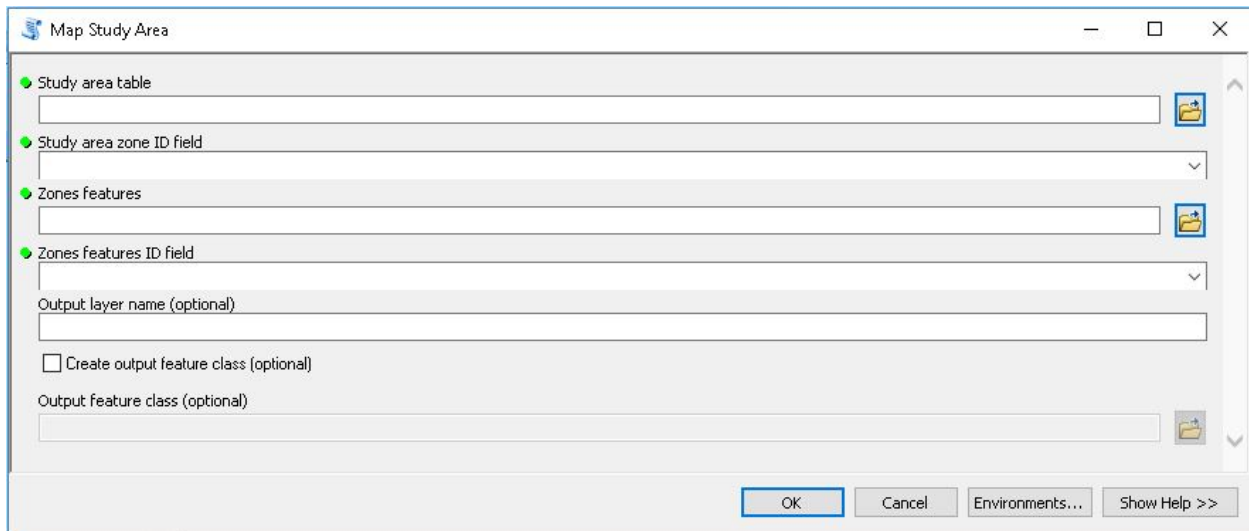 Map Study Area
Study area table
Study area zone ID field
Zones features
Zones features ID field
Output layer name (optional)
Create output feature class (optional)
Output feature class (optional)
OK Cancel Environments... Show Help >>